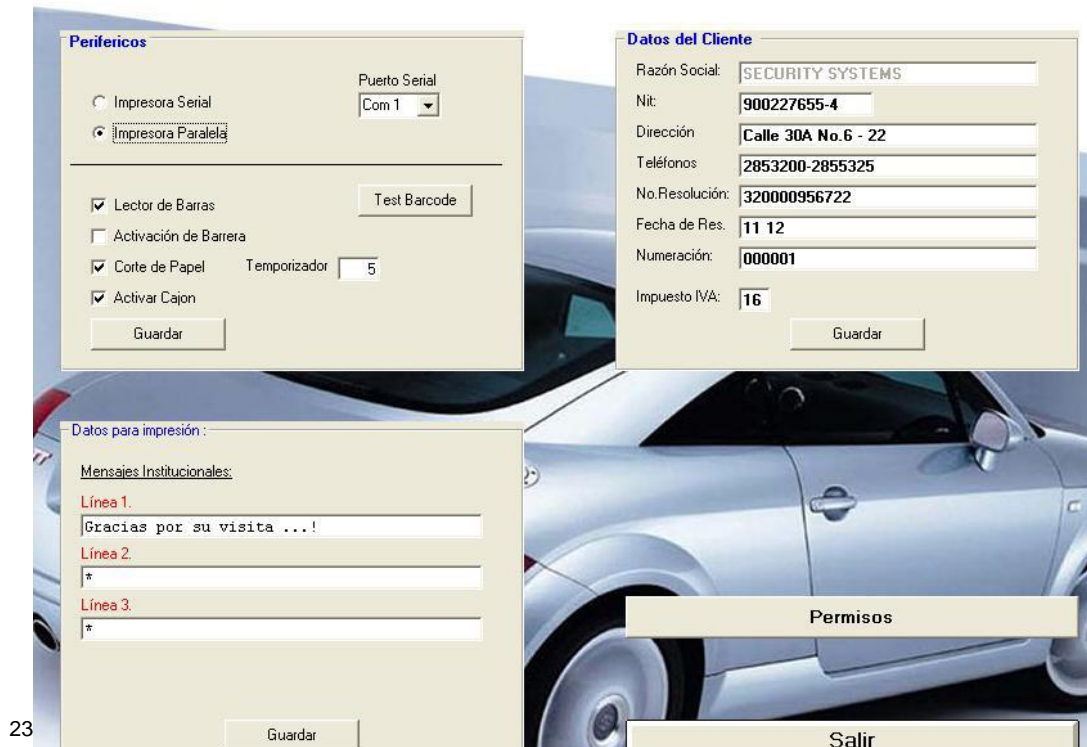 Perifericos
Puerto Serial
Impresora Serial
Com 1
Impresora Paralela
Lector de Barras
Test Barcode
Activación de Barrera
Corte de Papel Temporizador 5
Activar Cajon
Guardar
Datos del Cliente
Razón Social: SECURITY SYSTEMS
Nit: 900227655-4
Dirección Calle 30A No.6 - 22
Teléfonos 2853200-2855325
No.Resolución: 320000956722
Fecha de Res. 11 12
Numeración: 000001
Impuesto IVA: 16
Guardar
Datos para impresión :
Mensajes Institucionales:
Línea 1.
Gracias por su visita ...!
Línea 2.
*
Línea 3.
*
Guardar
Permisos
Salir
23